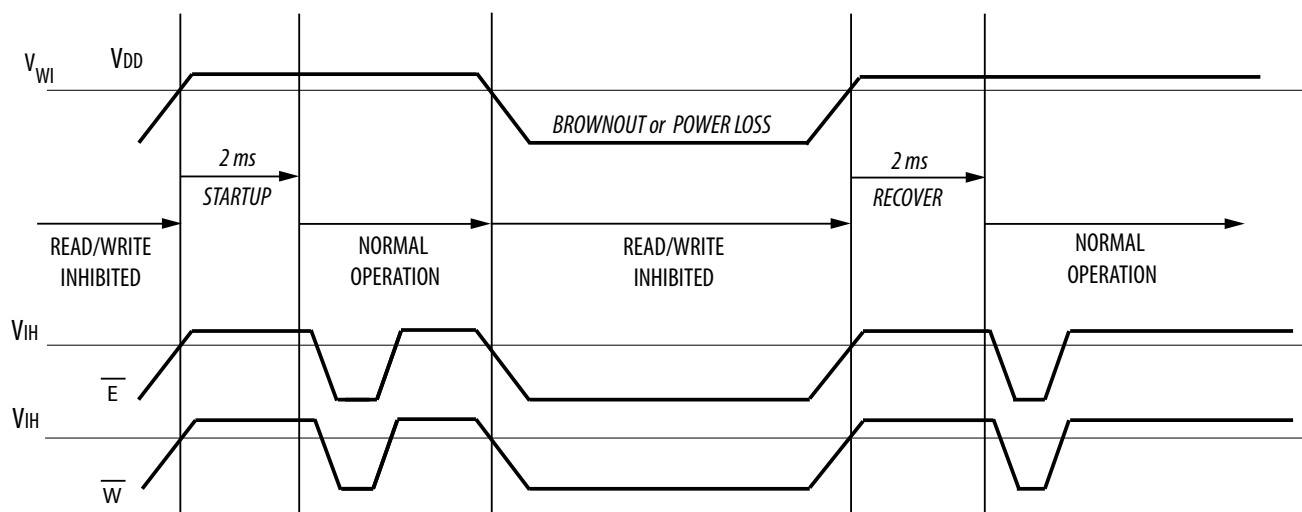 VWI
VDD
BROWNOUT or POWER LOSS
2 ms
STARTUP
2 ms
RECOVER
READ/WRITE
INHIBITED
NORMAL
OPERATION
READ/WRITE
INHIBITED
NORMAL
OPERATION
VIH
E
VIH
W